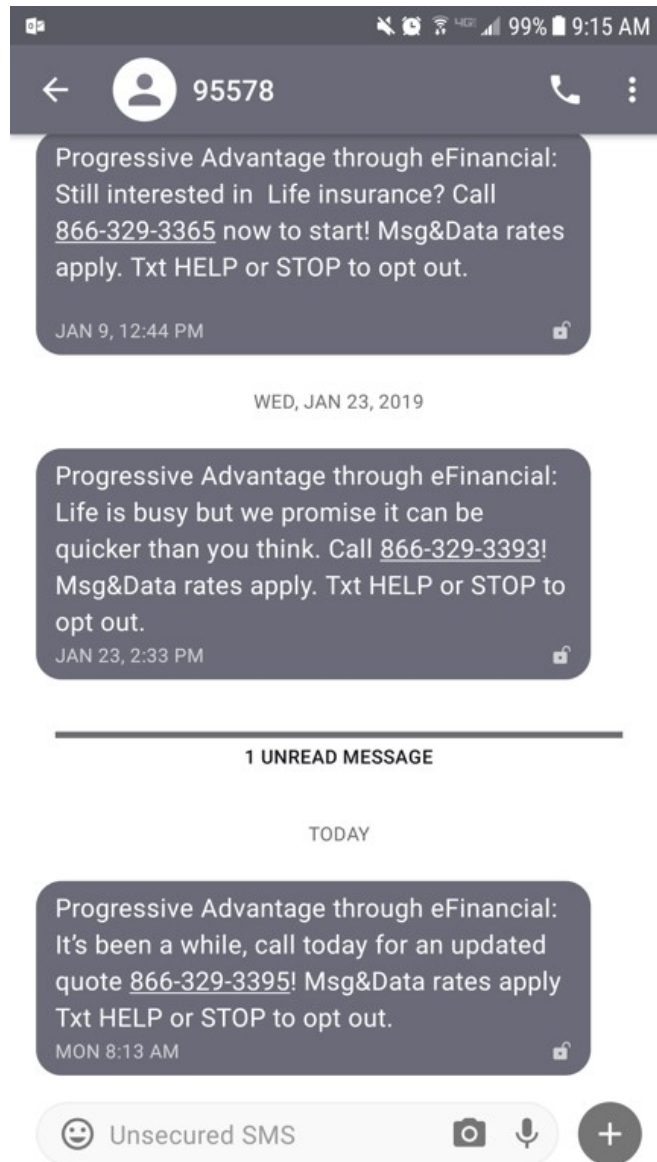 99% 9:15 AM
95578
Progressive Advantage through eFinancial:
Still interested in  Life insurance? Call
866-329-3365 now to start! Msg&Data rates
apply. Txt HELP or STOP to opt out.
JAN 9, 12:44 PM
WED, JAN 23, 2019
Progressive Advantage through eFinancial:
Life is busy but we promise it can be
quicker than you think. Call 866-329-3393!
Msg&Data rates apply. Txt HELP or STOP to
opt out.
JAN 23, 2:33 PM
1 UNREAD MESSAGE
TODAY
Progressive Advantage through eFinancial:
It's been a while, call today for an updated
quote 866-329-3395! Msg&Data rates apply
Txt HELP or STOP to opt out.
MON 8:13 AM
Unsecured SMS